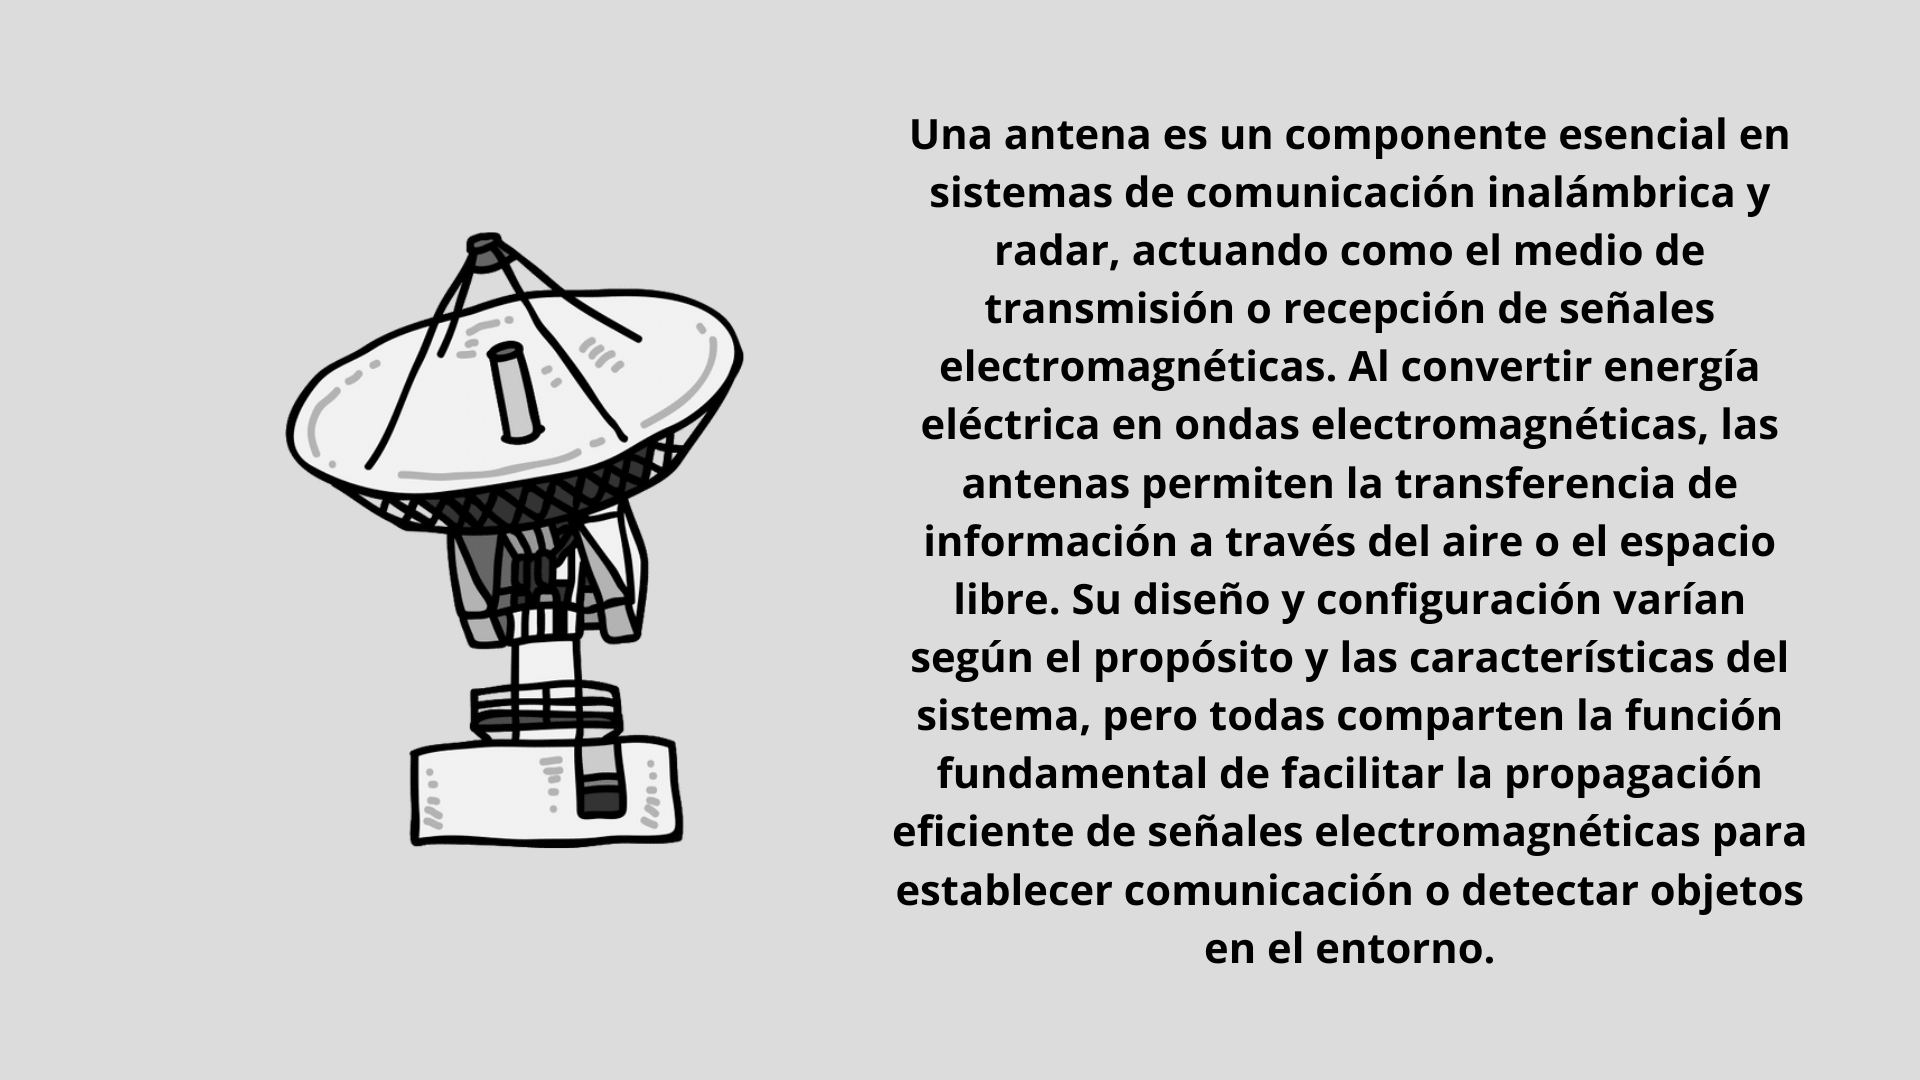 Una antena es un componente esencial en
sistemas de comunicación inalámbrica y
radar, actuando como el medio de
transmisión o recepción de señales
electromagnéticas. Al convertir energía
eléctrica en ondas electromagnéticas, las
antenas permiten la transferencia de
información a través del aire o el espacio
libre. Su diseño y configuración varían
según el propósito y las características del
sistema, pero todas comparten la función
fundamental de facilitar la propagación
eficiente de señales electromagnéticas para
establecer comunicación o detectar objetos
en el entorno.